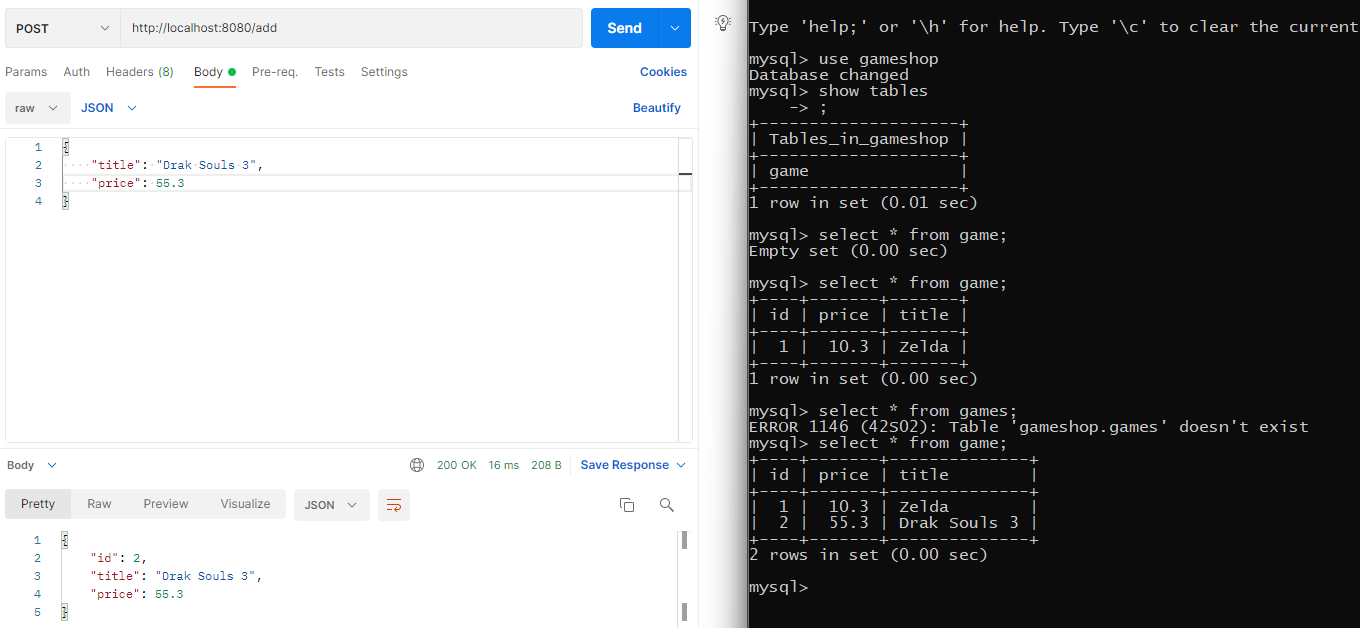 POST http://localhost:8080/add Send
Params Auth Headers (8) Body Pre-req. Tests Settings Cookies
raw JSON Beautify
1 {
2 "title": "Drak Souls 3",
3 "price": 55.3
4 }
Body 200 OK 16 ms 208 B Save Response
Pretty Raw Preview Visualize JSON
1 {
2 "id": 2,
3 "title": "Drak Souls 3",
4 "price": 55.3
5 }
Type 'help;' or '\h' for help. Type '\c' to clear the current
mysql> use gameshop
Database changed
mysql> show tables
    -> ;
+--------------------+
| Tables_in_gameshop |
+--------------------+
| game               |
+--------------------+
1 row in set (0.01 sec)
mysql> select * from game;
Empty set (0.00 sec)
mysql> select * from game;
+----+-------+-------+
| id | price | title |
+----+-------+-------+
|  1 |  10.3 | Zelda |
+----+-------+-------+
1 row in set (0.00 sec)
mysql> select * from games;
ERROR 1146 (42S02): Table 'gameshop.games' doesn't exist
mysql> select * from game;
+----+-------+--------------+
| id | price | title        |
+----+-------+--------------+
|  1 |  10.3 | Zelda        |
|  2 |  55.3 | Drak Souls 3 |
+----+-------+--------------+
2 rows in set (0.00 sec)
mysql>